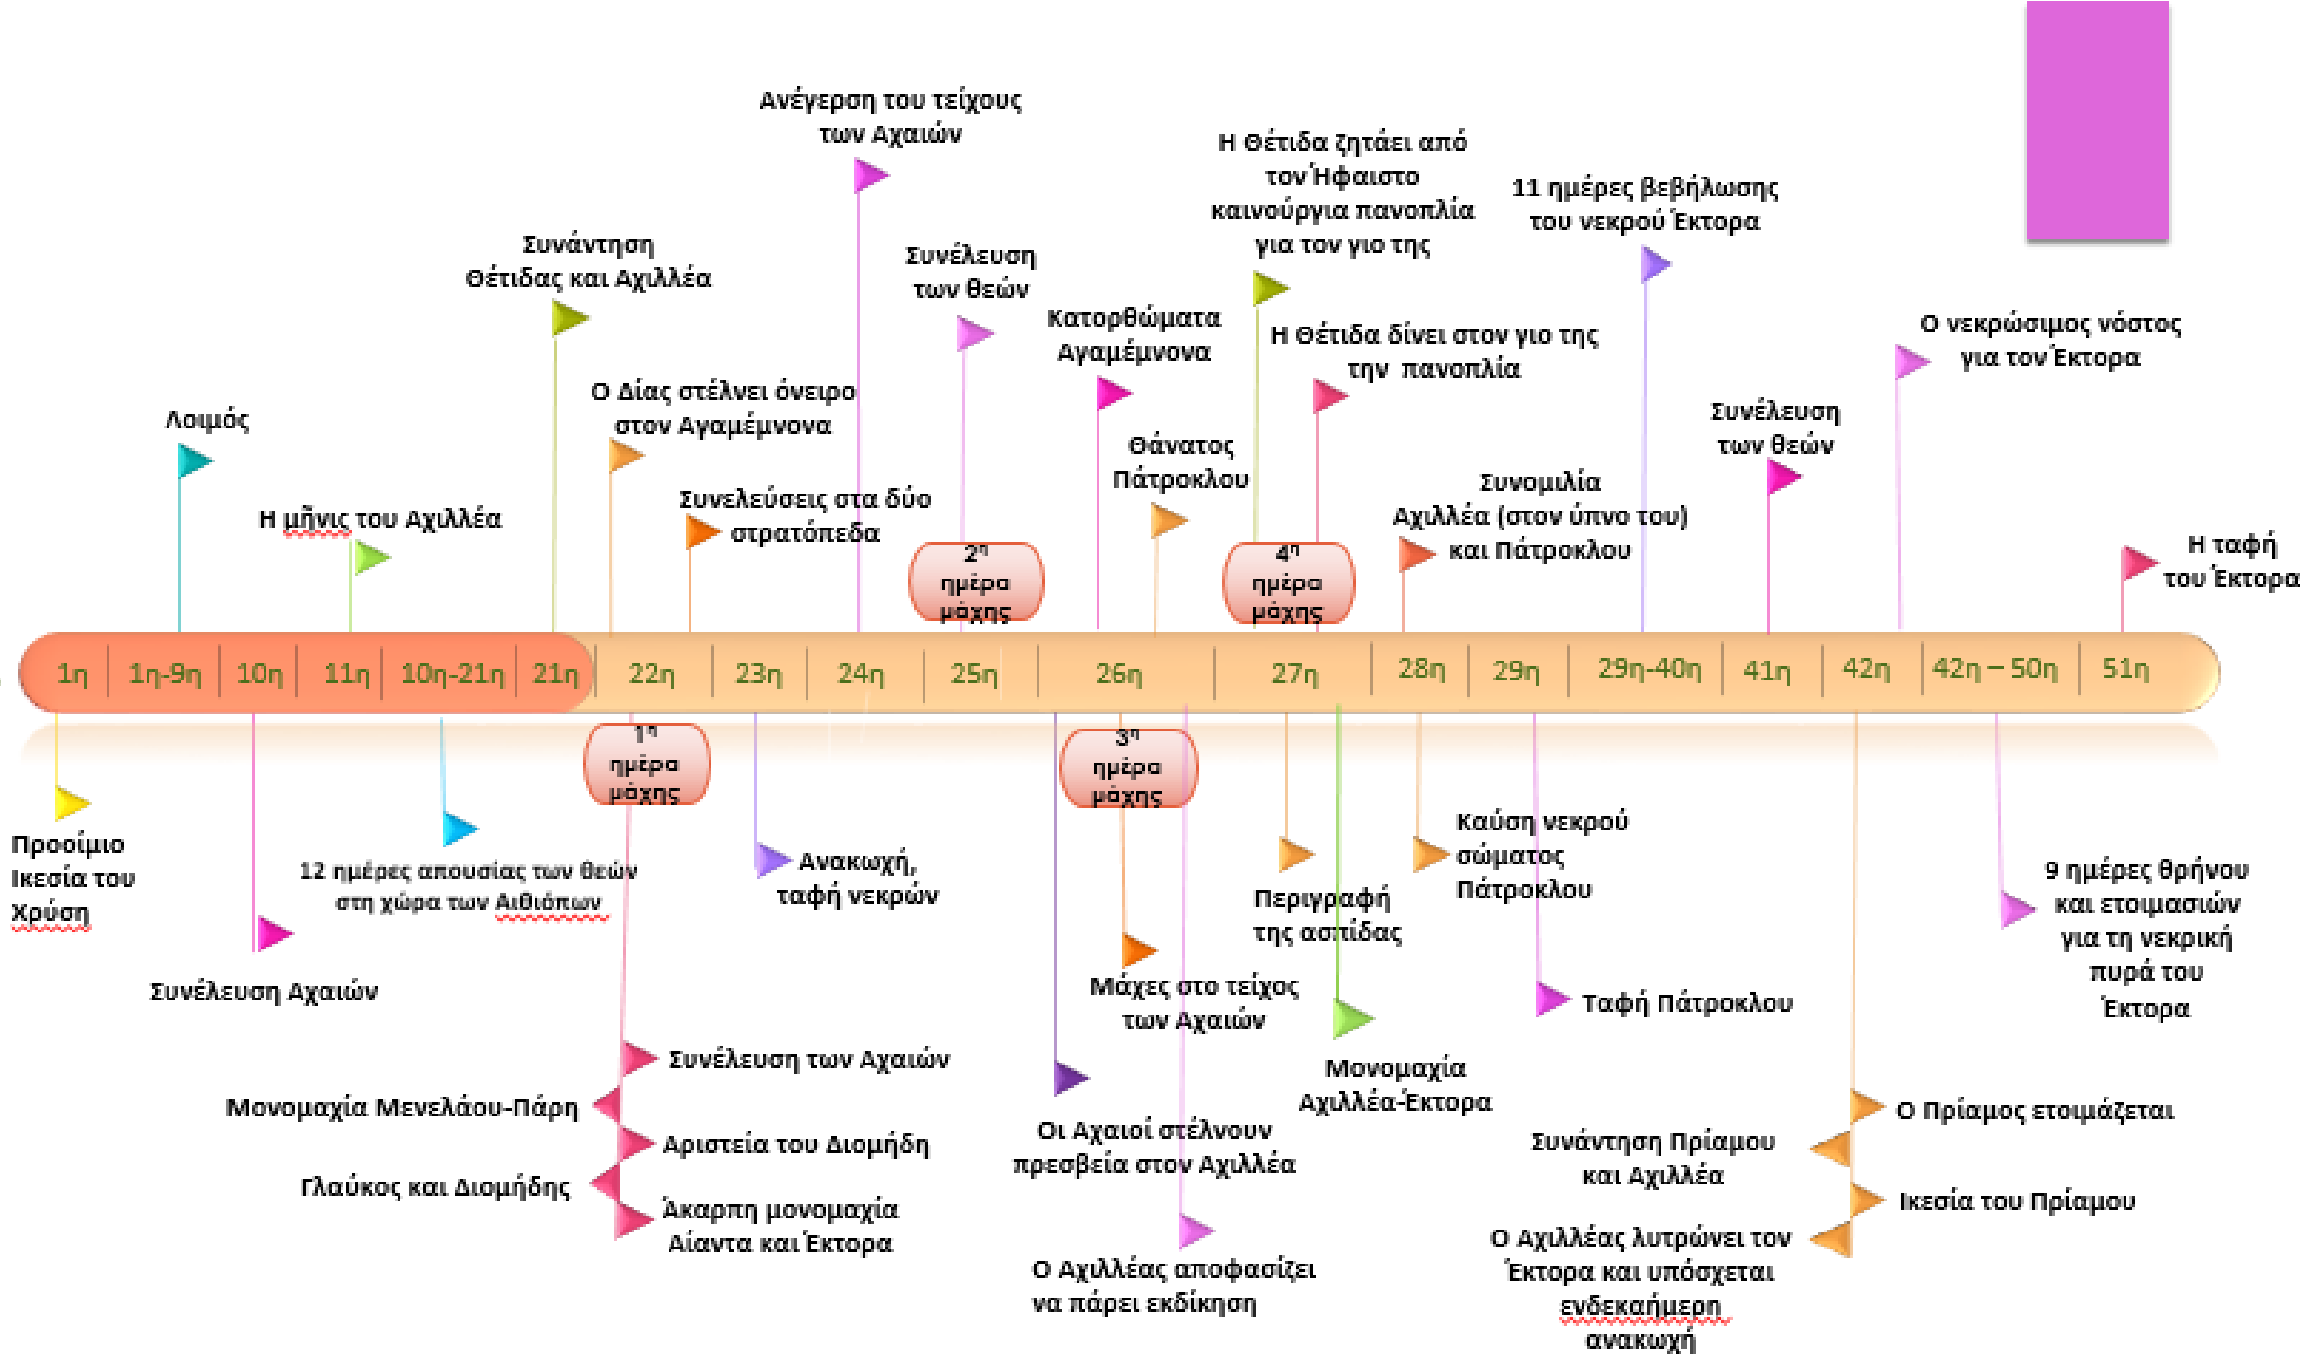 Ανέγερση του τείχους
των Αχαιών
Η Θέτιδα ζητάει από
τον Ήφαιστο
καινούργια πανοπλία
για τον γιο της
11 ημέρες βεβήλωσης
του νεκρού Έκτορα
Συνάντηση
Θέτιδας και Αχιλλέα
Συνέλευση
των θεών
Κατορθώματα
Αγαμέμνονα
Η Θέτιδα δίνει στον γιο της
την πανοπλία
Ο νεκρώσιμος νόστος
για τον Έκτορα
Λοιμός
Ο Δίας στέλνει όνειρο
στον Αγαμέμνονα
Θάνατος
Πάτροκλου
Συνέλευση
των θεών
Η μῆνις του Αχιλλέα
Συνελεύσεις στα δύο
στρατόπεδα
Συνομιλία
Αχιλλέα (στον ύπνο του)
και Πάτροκλου
Η ταφή
του Έκτορα
2η
ημέρα
μάχης
4η
ημέρα
μάχης
1η
1η-9η
10η
11η
10η-21η
21η
22η
23η
24η
25η
26η
27η
28η
29η
29η-40η
41η
42η
42η – 50η
51η
1η
ημέρα
μάχης
3η
ημέρα
μάχης
Προοίμιο
Ικεσία του
Χρύση
12 ημέρες απουσίας των θεών
στη χώρα των Αιθιόπων
Συνέλευση Αχαιών
Ανακωχή,
ταφή νεκρών
Περιγραφή
της ασπίδας
Καύση νεκρού
σώματος
Πάτροκλου
9 ημέρες θρήνου
και ετοιμασιών
για τη νεκρική
πυρά του
Έκτορα
Μάχες στο τείχος
των Αχαιών
Ταφή Πάτροκλου
Συνέλευση των Αχαιών
Μονομαχία Μενελάου-Πάρη
Αριστεία του Διομήδη
Γλαύκος και Διομήδης
Άκαρπη μονομαχία
Αίαντα και Έκτορα
Μονομαχία
Αχιλλέα-Έκτορα
Οι Αχαιοί στέλνουν
πρεσβεία στον Αχιλλέα
Ο Αχιλλέας αποφασίζει
να πάρει εκδίκηση
Ο Πρίαμος ετοιμάζεται
Συνάντηση Πρίαμου
και Αχιλλέα
Ικεσία του Πρίαμου
Ο Αχιλλέας λυτρώνει τον
Έκτορα και υπόσχεται
ενδεκαήμερη
ανακωχή